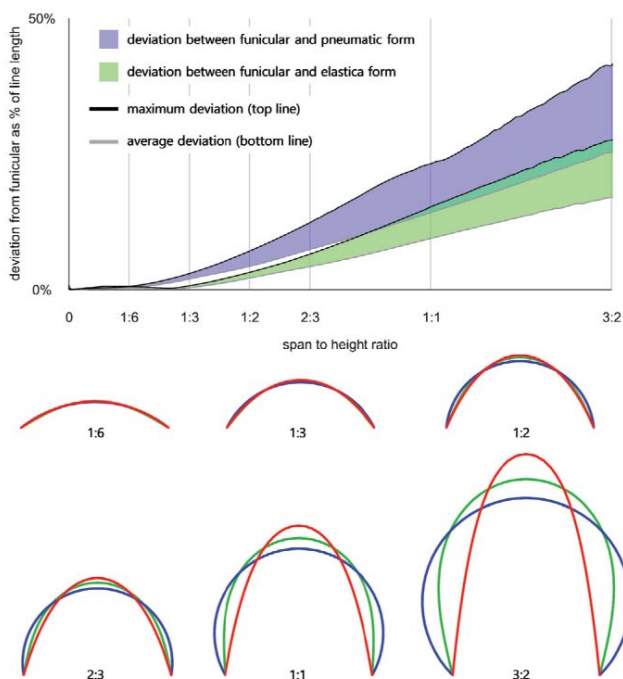 50%
deviation between funicular and pneumatic form
deviation between funicular and elastica form
maximum deviation (top line)
average deviation (bottom line)
deviation from funicular as % of line length
0%
0 1:6 1:3 1:2 2:3 1:1 3:2
span to height ratio
1:6 1:3 1:2
2:3 1:1 3:2